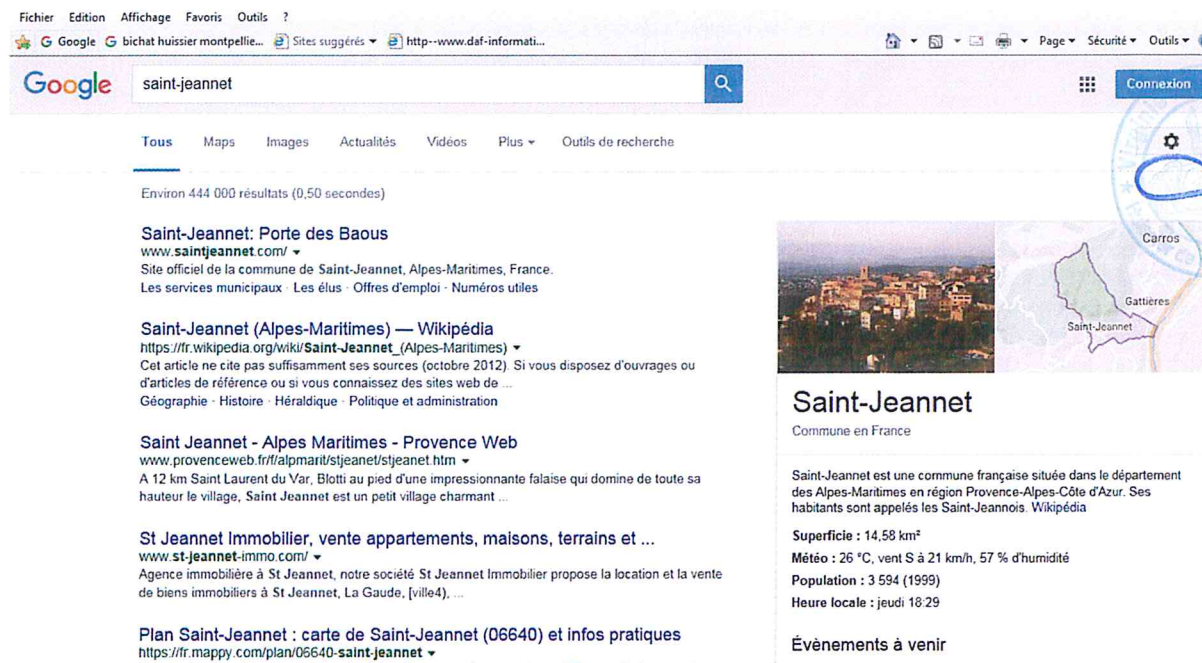 Fichier Edition Affichage Favoris Outils ?
G Google G bichat huissier montpellie... Sites suggérés http--www.daf-informati... Page Sécurité Outils
Google saint-jeannet Connexion
Tous Maps Images Actualités Vidéos Plus Outils de recherche
Environ 444 000 résultats (0,50 secondes)
Saint-Jeannet: Porte des Baous
www.saintjeannet.com/
Site officiel de la commune de Saint-Jeannet, Alpes-Maritimes, France.
Les services municipaux · Les élus · Offres d'emploi · Numéros utiles
Saint-Jeannet (Alpes-Maritimes) — Wikipédia
https://fr.wikipedia.org/wiki/Saint-Jeannet_(Alpes-Maritimes)
Cet article ne cite pas suffisamment ses sources (octobre 2012). Si vous disposez d'ouvrages ou
d'articles de référence ou si vous connaissez des sites web de ...
Géographie · Histoire · Héraldique · Politique et administration
Saint Jeannet - Alpes Maritimes - Provence Web
www.provenceweb.fr/f/alpmarit/stjeanet/stjeanet.htm
A 12 km Saint Laurent du Var, Blotti au pied d'une impressionnante falaise qui domine de toute sa
hauteur le village, Saint Jeannet est un petit village charmant ...
St Jeannet Immobilier, vente appartements, maisons, terrains et ...
www.st-jeannet-immo.com/
Agence immobilière à St Jeannet, notre société St Jeannet Immobilier propose la location et la vente
de biens immobiliers à St Jeannet, La Gaude, [ville4), ...
Plan Saint-Jeannet : carte de Saint-Jeannet (06640) et infos pratiques
https://fr.mappy.com/plan/06640-saint-jeannet
Carros
Gattières
Saint-Jeannet
Saint-Jeannet
Commune en France
Saint-Jeannet est une commune française située dans le département
des Alpes-Maritimes en région Provence-Alpes-Côte d'Azur. Ses
habitants sont appelés les Saint-Jeannois. Wikipédia
Superficie : 14,58 km²
Météo : 26 °C, vent S à 21 km/h, 57 % d'humidité
Population : 3 594 (1999)
Heure locale : jeudi 18:29
Évènements à venir